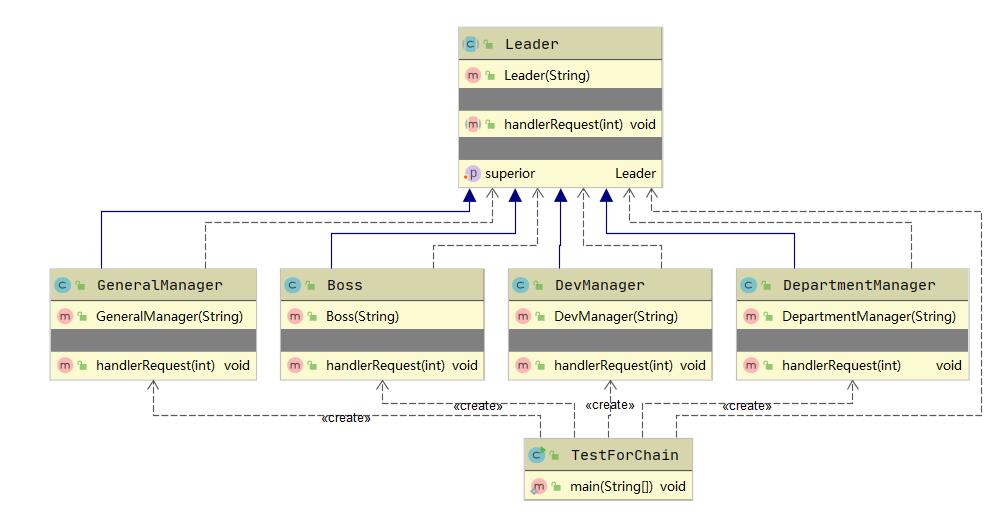 Leader
Leader(String)
handlerRequest(int) void
superior Leader
GeneralManager
GeneralManager(String)
handlerRequest(int) void
Boss
Boss(String)
handlerRequest(int) void
DevManager
DevManager(String)
handlerRequest(int) void
DepartmentManager
DepartmentManager(String)
handlerRequest(int) void
«create»
«create»
«create»
«create»
TestForChain
main(String[]) void